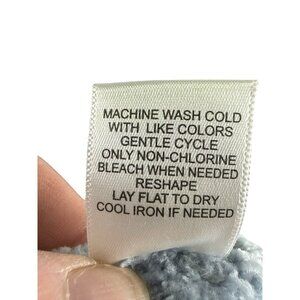 MACHINE WASH COLD
WITH LIKE COLORS
GENTLE CYCLE
ONLY NON-CHLORINE
BLEACH WHEN NEEDED
RESHAPE
LAY FLAT TO DRY
COOL IRON IF NEEDED